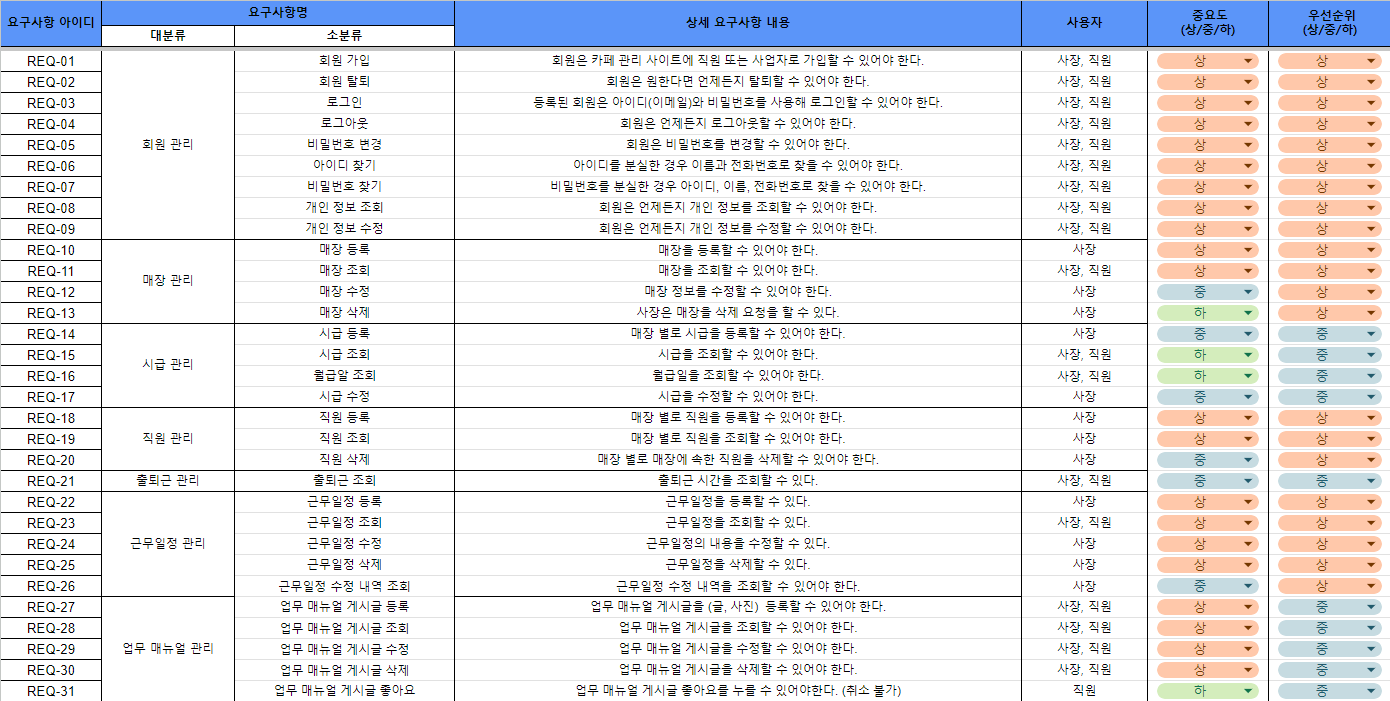 요구사항 아이디 요구사항명 상세 요구사항 내용 사용자 중요도 (상/중/하) 우선순위 (상/중/하)
대분류 소분류
REQ-01 회원 가입 회원은 카페 관리 사이트에 직원 또는 사업자로 가입할 수 있어야 한다. 사장, 직원 상 상
REQ-02 회원 탈퇴 회원은 원한다면 언제든지 탈퇴할 수 있어야 한다. 사장, 직원 상 상
REQ-03 로그인 등록된 회원은 아이디(이메일)와 비밀번호를 사용해 로그인할 수 있어야 한다. 사장, 직원 상 상
REQ-04 로그아웃 회원은 언제든지 로그아웃할 수 있어야 한다. 사장, 직원 상 상
REQ-05 회원 관리 비밀번호 변경 회원은 비밀번호를 변경할 수 있어야 한다. 사장, 직원 상 상
REQ-06 아이디 찾기 아이디를 분실한 경우 이름과 전화번호로 찾을 수 있어야 한다. 사장, 직원 상 상
REQ-07 비밀번호 찾기 비밀번호를 분실한 경우 아이디, 이름, 전화번호로 찾을 수 있어야 한다. 사장, 직원 상 상
REQ-08 개인 정보 조회 회원은 언제든지 개인 정보를 조회할 수 있어야 한다. 사장, 직원 상 상
REQ-09 개인 정보 수정 회원은 언제든지 개인 정보를 수정할 수 있어야 한다. 사장, 직원 상 상
REQ-10 매장 등록 매장을 등록할 수 있어야 한다. 사장 상 상
REQ-11 매장 관리 매장 조회 매장을 조회할 수 있어야 한다. 사장, 직원 상 상
REQ-12 매장 수정 매장 정보를 수정할 수 있어야 한다. 사장 중 상
REQ-13 매장 삭제 사장은 매장을 삭제 요청을 할 수 있다. 사장 하 상
REQ-14 시급 등록 매장 별로 시급을 등록할 수 있어야 한다. 사장 중 중
REQ-15 시급 관리 시급 조회 시급을 조회할 수 있어야 한다. 사장, 직원 하 중
REQ-16 월급알 조회 월급일을 조회할 수 있어야 한다. 사장, 직원 하 중
REQ-17 시급 수정 시급을 수정할 수 있어야 한다. 사장 중 중
REQ-18 직원 등록 매장 별로 직원을 등록할 수 있어야 한다. 사장 상 상
REQ-19 직원 관리 직원 조회 매장 별로 직원을 조회할 수 있어야 한다. 사장 상 상
REQ-20 직원 삭제 매장 별로 매장에 속한 직원을 삭제할 수 있어야 한다. 사장 중 상
REQ-21 출퇴근 관리 출퇴근 조회 출퇴근 시간을 조회할 수 있다. 사장, 직원 중 중
REQ-22 근무일정 등록 근무일정을 등록할 수 있다. 사장 상 상
REQ-23 근무일정 조회 근무일정을 조회할 수 있다. 사장, 직원 상 상
REQ-24 근무일정 관리 근무일정 수정 근무일정의 내용을 수정할 수 있다. 사장 상 상
REQ-25 근무일정 삭제 근무일정을 삭제할 수 있다. 사장 상 상
REQ-26 근무일정 수정 내역 조회 근무일정 수정 내역을 조회할 수 있어야 한다. 사장 중 상
REQ-27 업무 매뉴얼 게시글 등록 업무 매뉴얼 게시글을 (글, 사진) 등록할 수 있어야 한다. 사장, 직원 상 중
REQ-28 업무 매뉴얼 게시글 조회 업무 매뉴얼 게시글을 조회할 수 있어야 한다. 사장, 직원 상 중
REQ-29 업무 매뉴얼 관리 업무 매뉴얼 게시글 수정 업무 매뉴얼 게시글을 수정할 수 있어야 한다. 사장, 직원 상 중
REQ-30 업무 매뉴얼 게시글 삭제 업무 매뉴얼 게시글을 삭제할 수 있어야 한다. 사장, 직원 상 중
REQ-31 업무 매뉴얼 게시글 좋아요 업무 매뉴얼 게시글 좋아요를 누를 수 있어야한다. (취소 불가) 직원 하 중